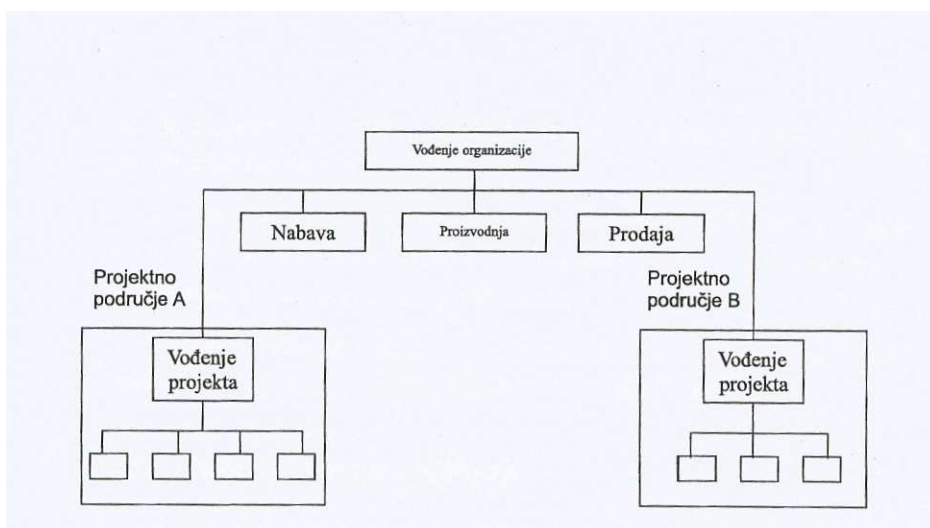 Vođenje organizacije
Nabava
Proizvodnja
Prodaja
Projektno
područje A
Projektno
područje B
Vođenje
projekta
Vođenje
projekta